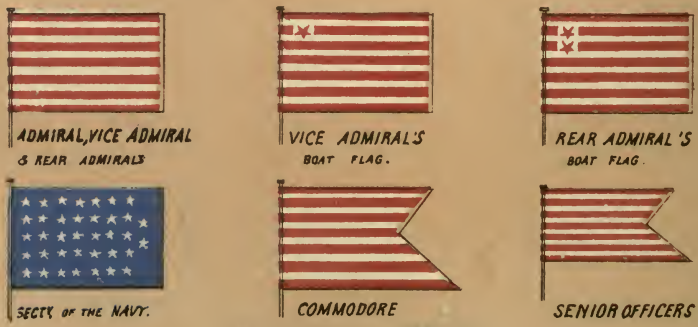 ADMIRAL, VICE ADMIRAL
& REAR ADMIRALS
VICE ADMIRAL'S
BOAT FLAG.
REAR ADMIRAL'S
BOAT FLAG.
SECTY. OF THE NAVY.
COMMODORE
SENIOR OFFICERS